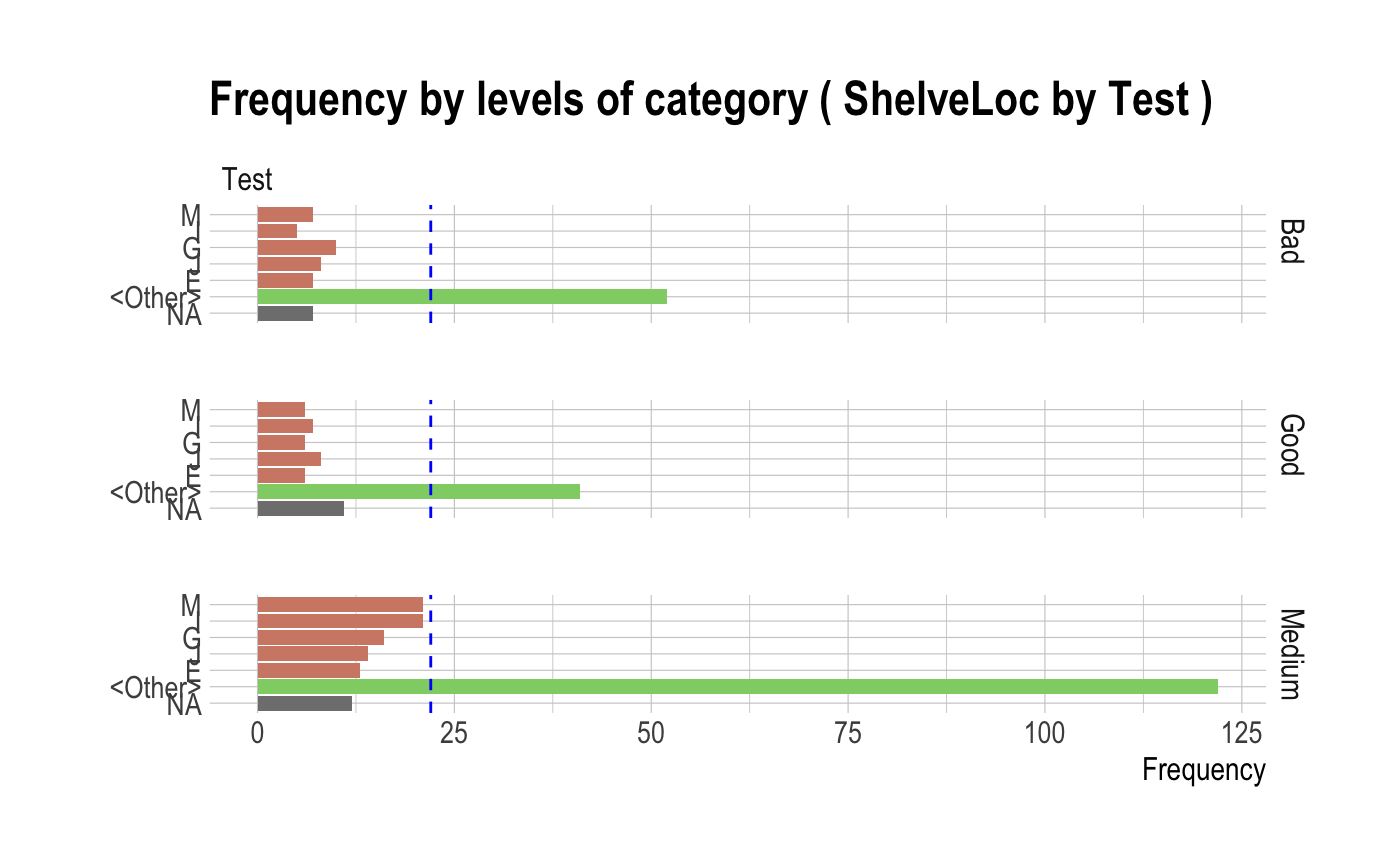 Frequency by levels of category ( ShelveLoc by Test )
Test
M
I
G
J
E
<Other>
NA
Bad
M
I
G
J
E
<Other>
NA
Good
M
I
G
J
E
<Other>
NA
Medium
0 25 50 75 100 125
Frequency